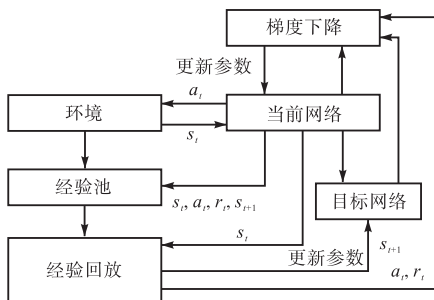 梯度下降
更新参数
a_t
环境
当前网络
s_t
经验池
s_t, a_t, r_t, s_{t+1}
目标网络
s_t
更新参数
s_{t+1}
经验回放
a_t, r_t